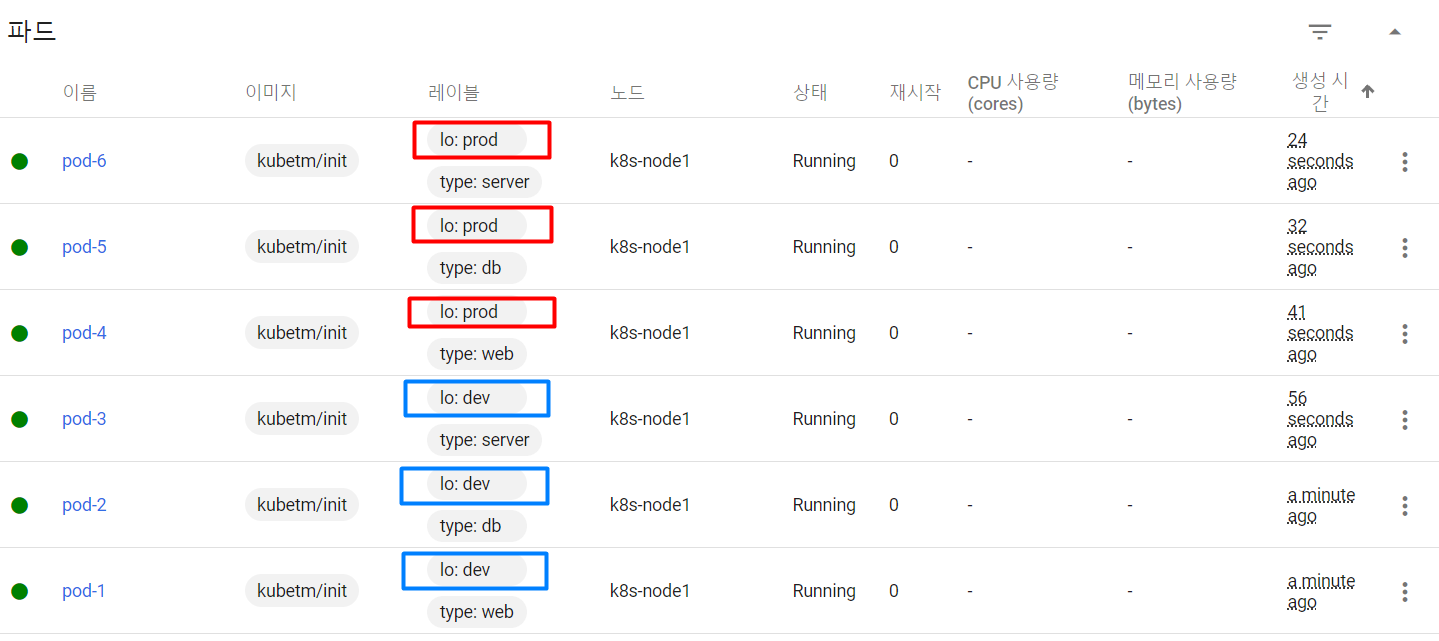 파드
이름 이미지 레이블 노드 상태 재시작 CPU 사용량 (cores) 메모리 사용량 (bytes) 생성 시간
pod-6 kubetm/init lo: prod type: server k8s-node1 Running 0 - - 24 seconds ago
pod-5 kubetm/init lo: prod type: db k8s-node1 Running 0 - - 32 seconds ago
pod-4 kubetm/init lo: prod type: web k8s-node1 Running 0 - - 41 seconds ago
pod-3 kubetm/init lo: dev type: server k8s-node1 Running 0 - - 56 seconds ago
pod-2 kubetm/init lo: dev type: db k8s-node1 Running 0 - - a minute ago
pod-1 kubetm/init lo: dev type: web k8s-node1 Running 0 - - a minute ago